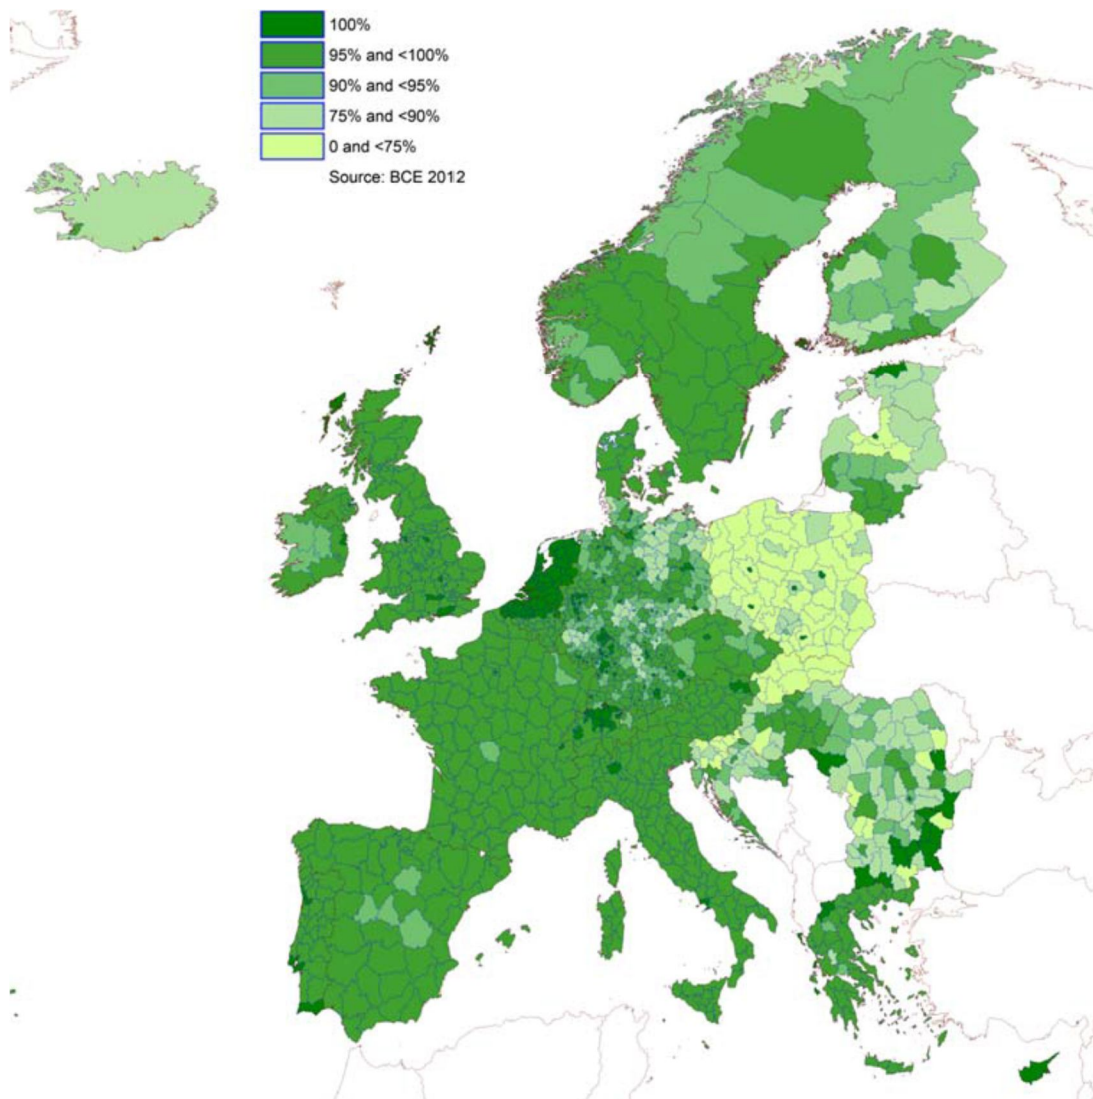 100%
95% and <100%
90% and <95%
75% and <90%
0 and <75%
Source: BCE 2012